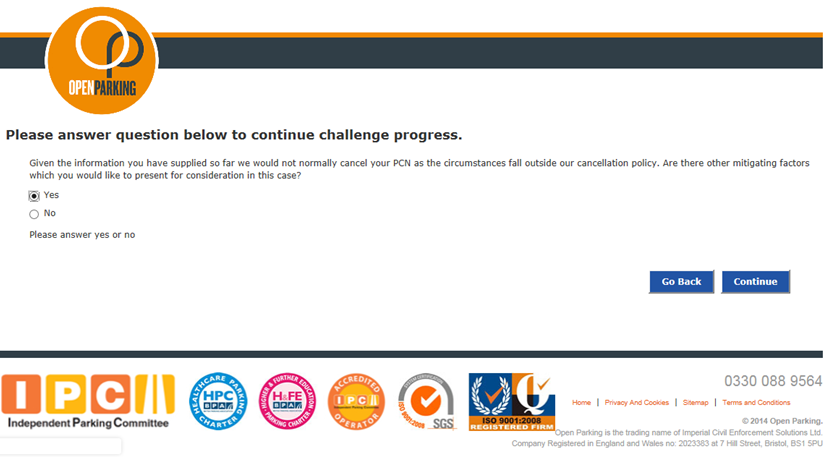 OPENPARKING
Please answer question below to continue challenge progress.
Given the information you have supplied so far we would not normally cancel your PCN as the circumstances fall outside our cancellation policy. Are there other mitigating factors
which you would like to present for consideration in this case?
Yes
No
Please answer yes or no
Go Back
Continue
IPC
Independent Parking Committee
HEALTHCARE PARKING
HPC
BPA
CHARTER
HIGHER & FURTHER EDUCATION
H&FE
BPA
PARKING CHARTER
ACCREDITED
IPC
Independent Parking Committee
OPERATOR
ISO 9001:2008
SGS
ISO 9001:2008
REGISTERED FIRM
0330 088 9564
Home | Privacy And Cookies | Sitemap | Terms and Conditions
© 2014 Open Parking.
Open Parking is the trading name of Imperial Civil Enforcement Solutions Ltd.
Company Registered in England and Wales no: 2023383 at 7 Hill Street, Bristol, BS1 5PU